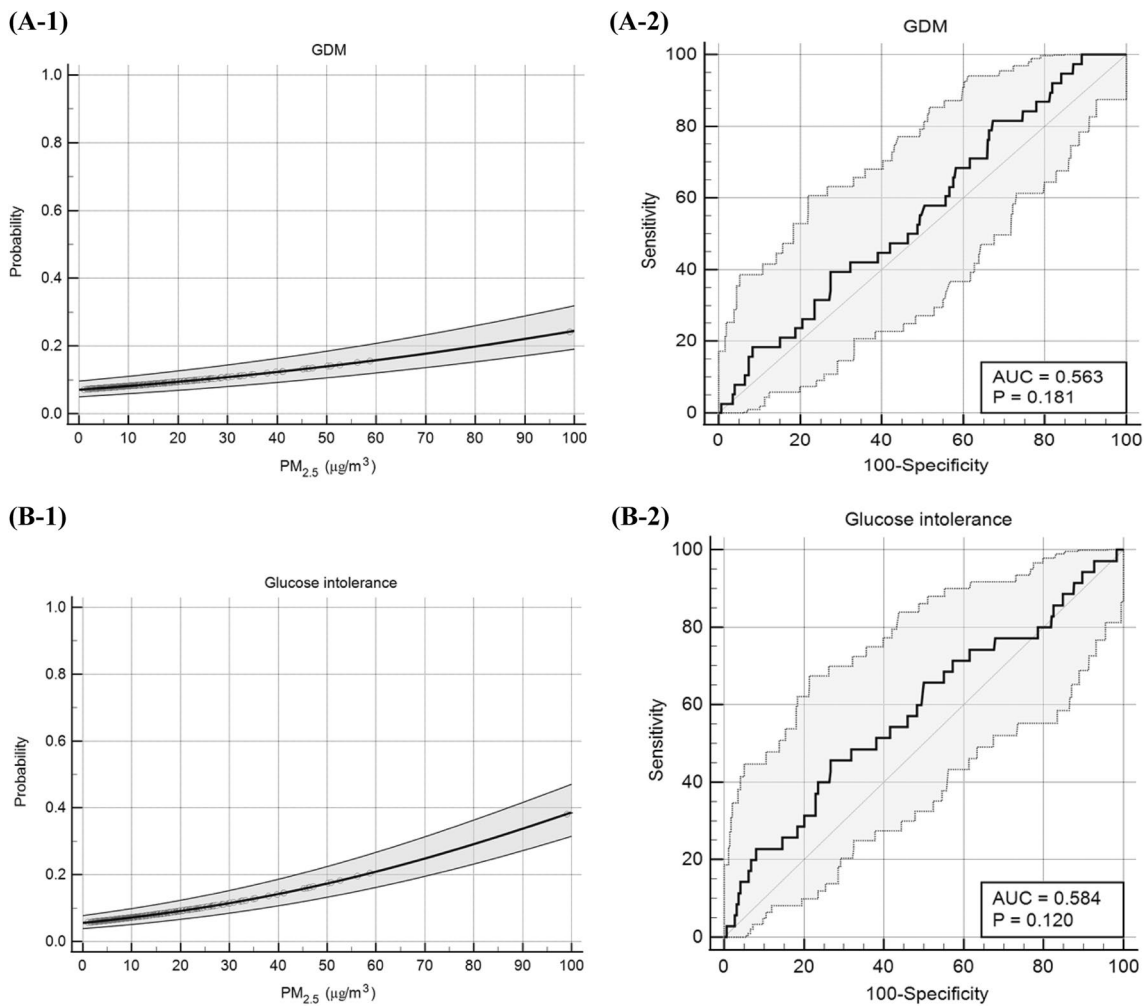 (A-1)
GDM
1.0
0.8
0.6
0.4
0.2
0.0
Probability
0 10 20 30 40 50 60 70 80 90 100
PM2.5 (μg/m³)
(A-2)
GDM
100
80
60
40
20
0
Sensitivity
0 20 40 60 80 100
100-Specificity
AUC = 0.563
P = 0.181
(B-1)
Glucose intolerance
1.0
0.8
0.6
0.4
0.2
0.0
Probability
0 10 20 30 40 50 60 70 80 90 100
PM2.5 (μg/m³)
(B-2)
Glucose intolerance
100
80
60
40
20
0
Sensitivity
0 20 40 60 80 100
100-Specificity
AUC = 0.584
P = 0.120